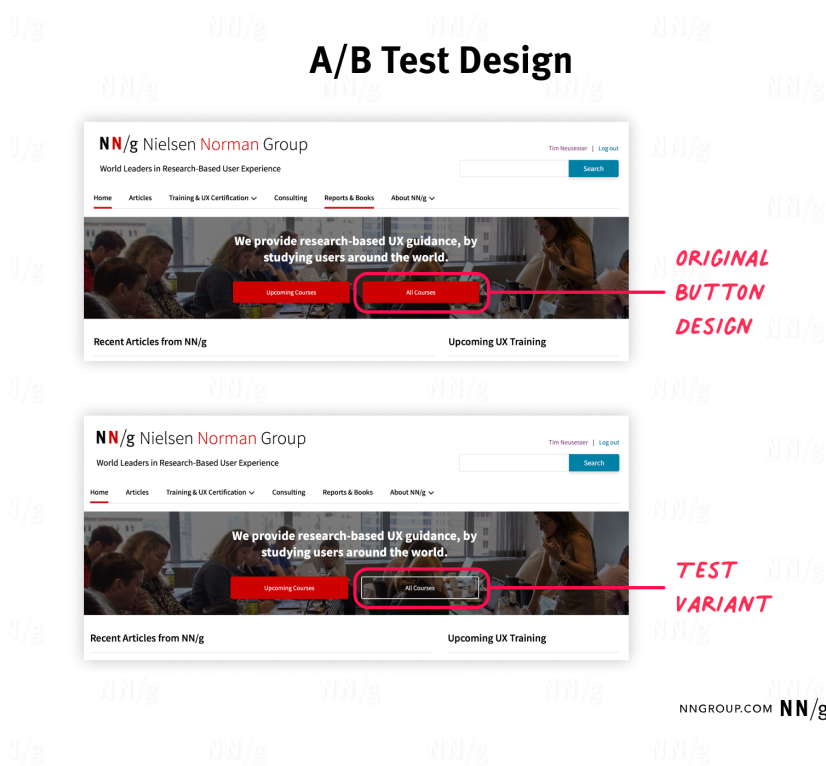 A/B Test Design
NN/g Nielsen Norman Group
Tim Neusesser | Log out
World Leaders in Research-Based User Experience
Search
Home Articles Training & UX Certification Consulting Reports & Books About NN/g
We provide research-based UX guidance, by
studying users around the world.
Upcoming Courses All Courses
ORIGINAL
BUTTON
DESIGN
Recent Articles from NN/g Upcoming UX Training
NN/g Nielsen Norman Group
Tim Neusesser | Log out
World Leaders in Research-Based User Experience
Search
Home Articles Training & UX Certification Consulting Reports & Books About NN/g
We provide research-based UX guidance, by
studying users around the world.
Upcoming Courses All Courses
TEST
VARIANT
Recent Articles from NN/g Upcoming UX Training
NNGROUP.COM NN/g